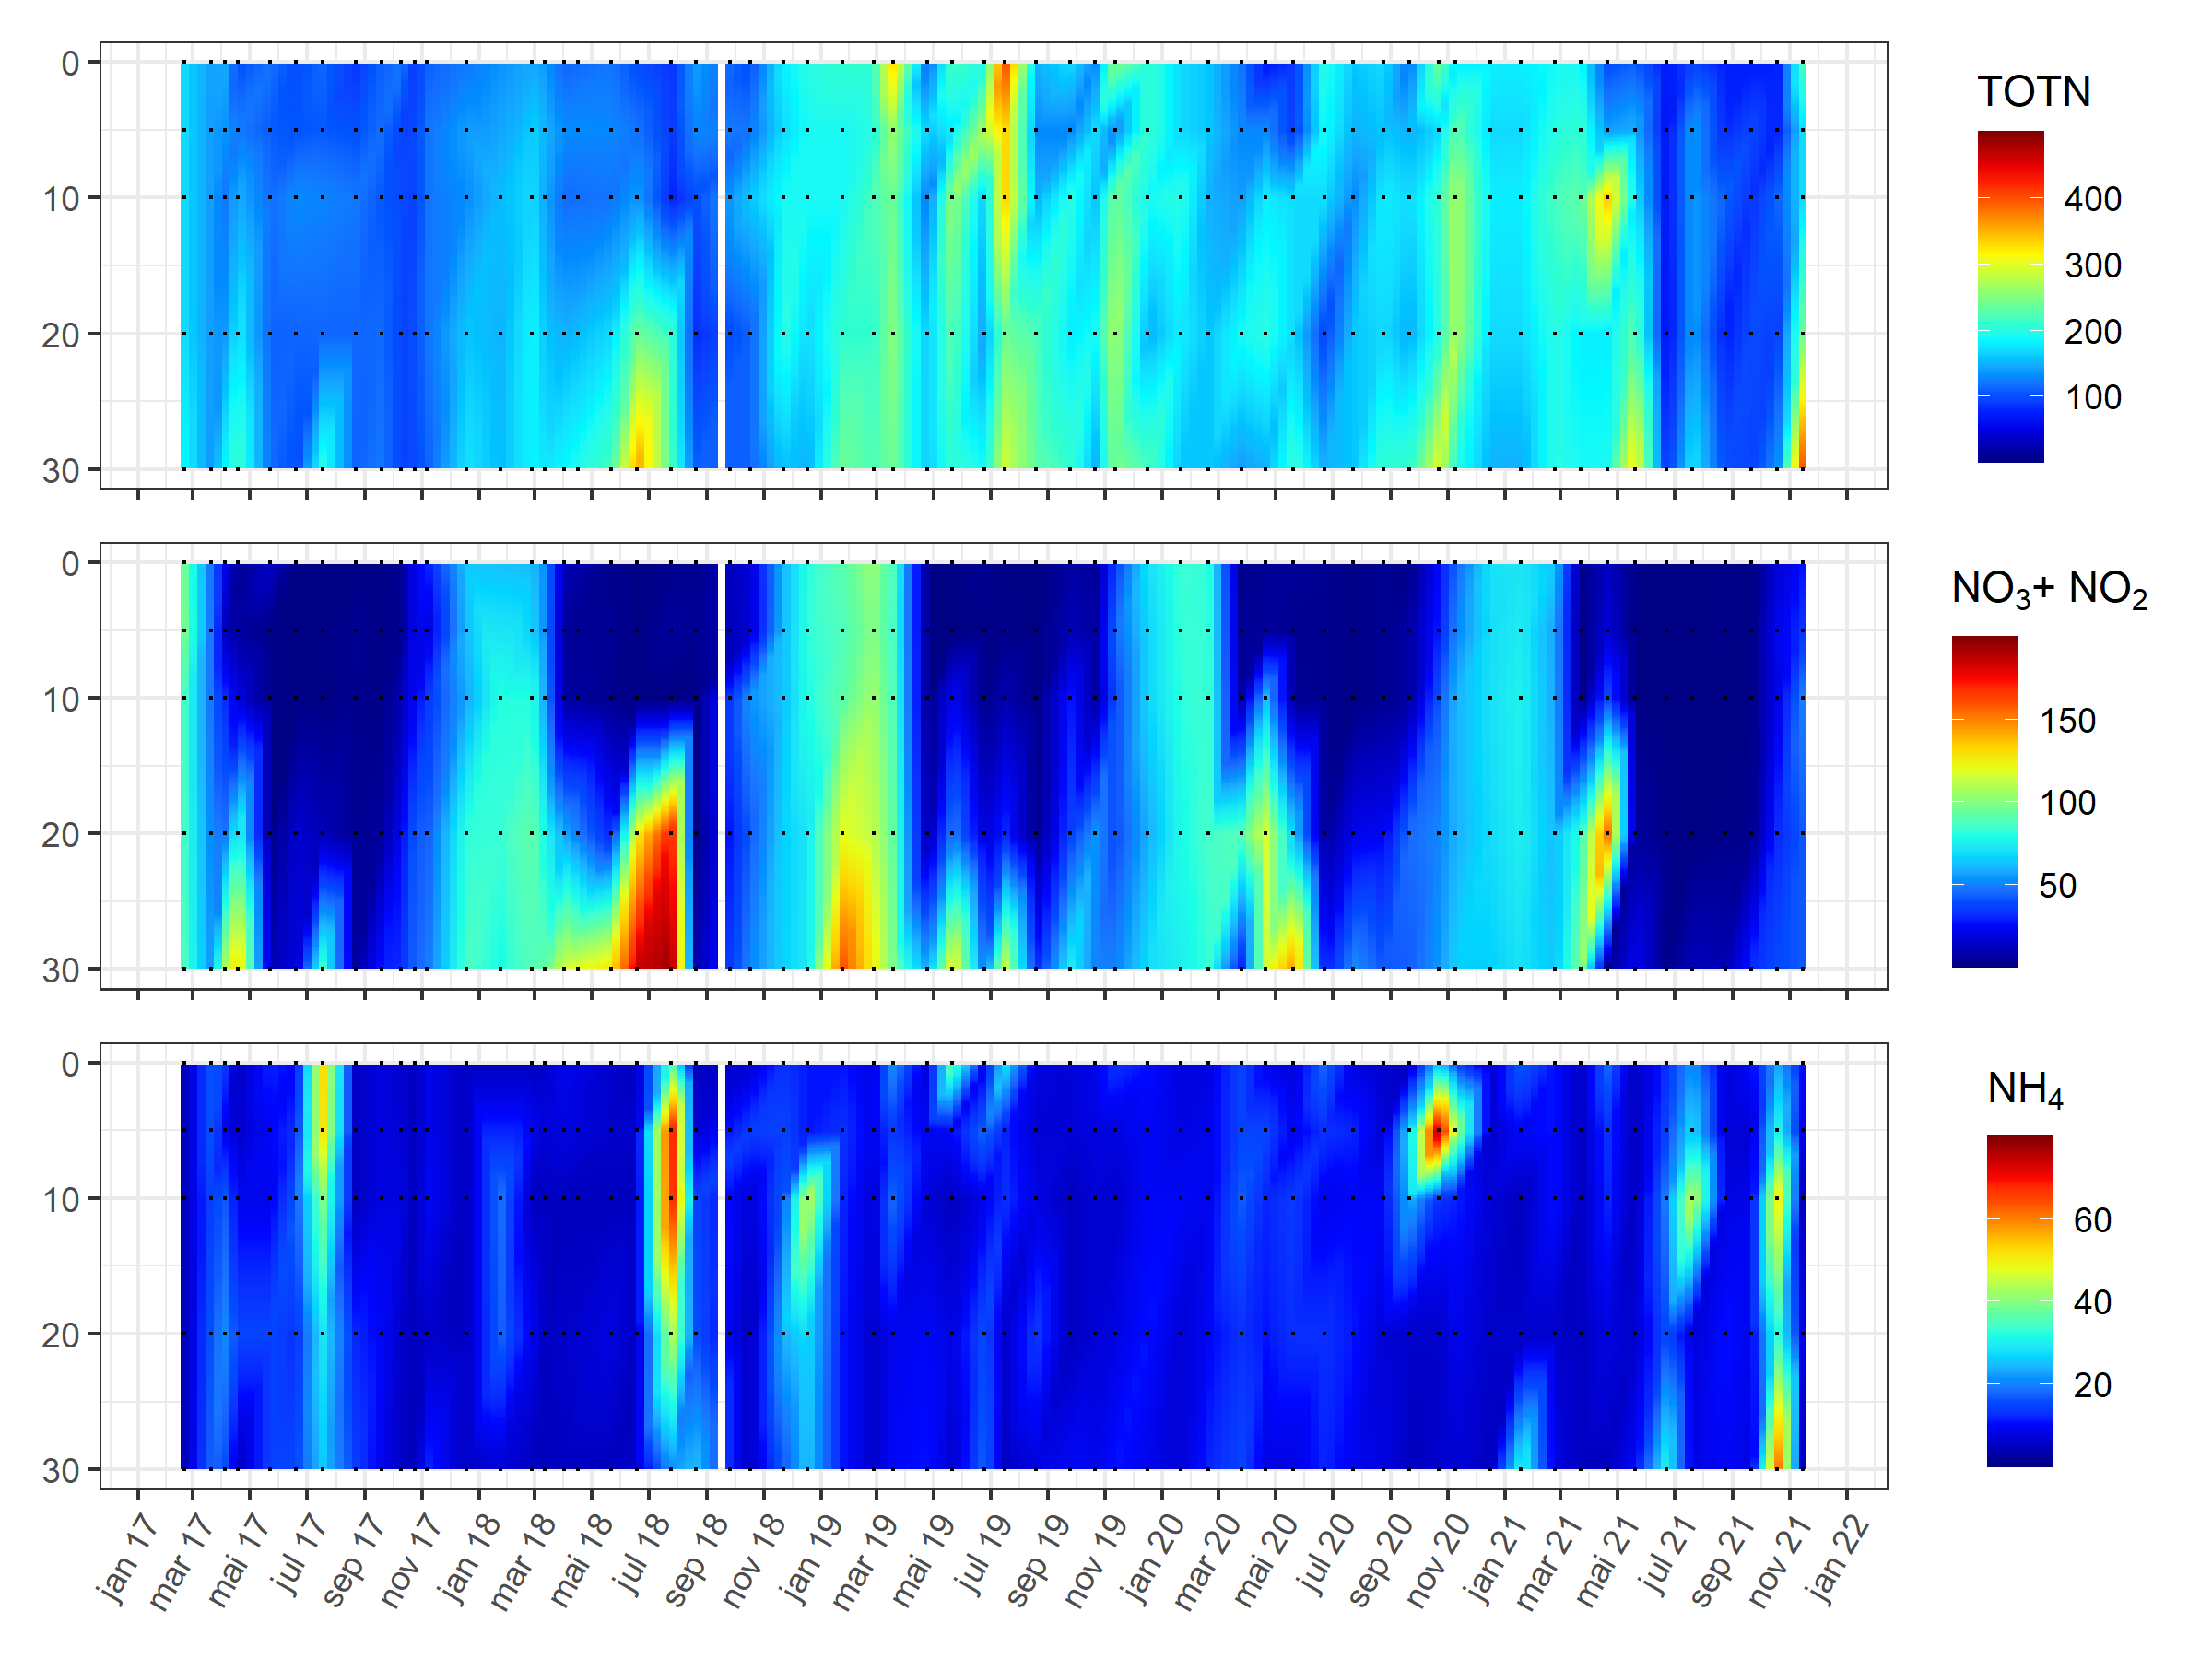 0
10
20
30
TOTN
400
300
200
100
0
10
20
30
NO₃+ NO₂
150
100
50
0
10
20
30
NH₄
60
40
20
jan 17
mar 17
mai 17
jul 17
sep 17
nov 17
jan 18
mar 18
mai 18
jul 18
sep 18
nov 18
jan 19
mar 19
mai 19
jul 19
sep 19
nov 19
jan 20
mar 20
mai 20
jul 20
sep 20
nov 20
jan 21
mar 21
mai 21
jul 21
sep 21
nov 21
jan 22